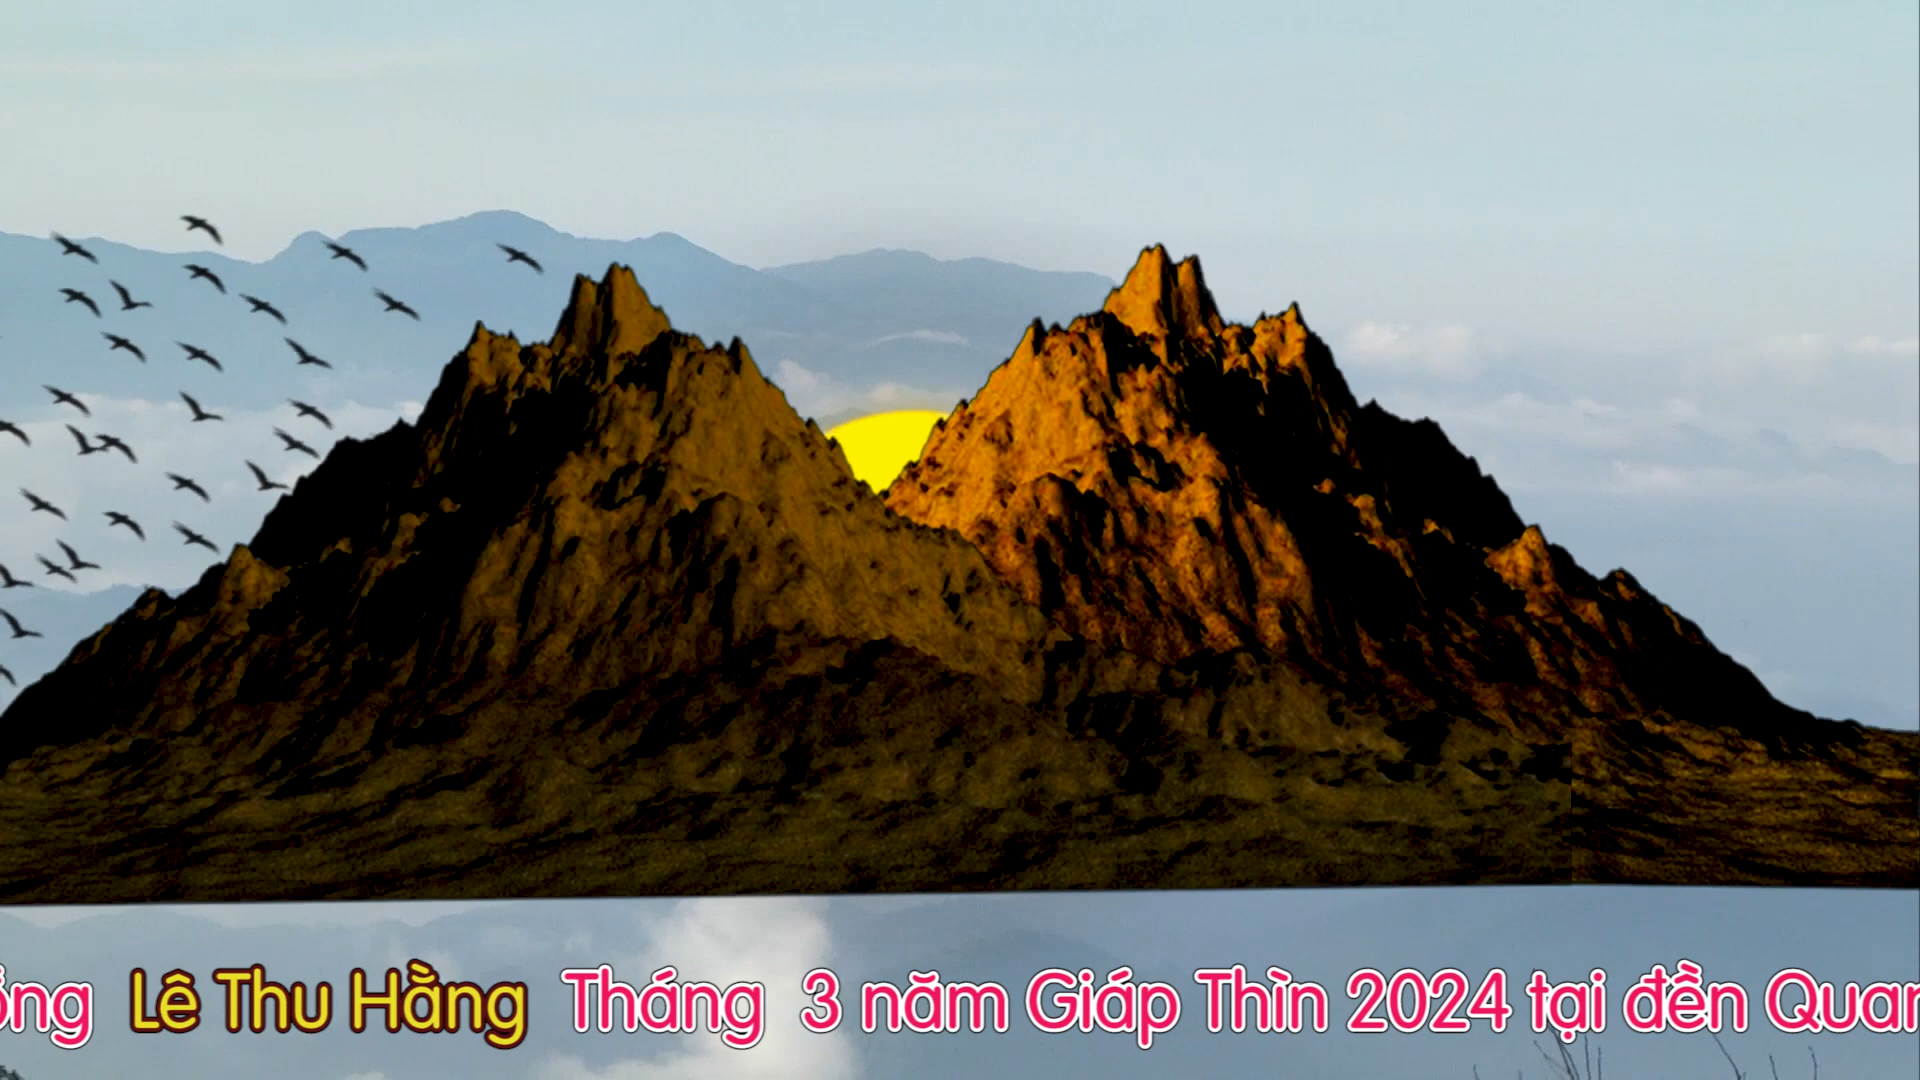 Lê Thu Hằng Tháng 3 năm Giáp Thìn 2024 tại đền